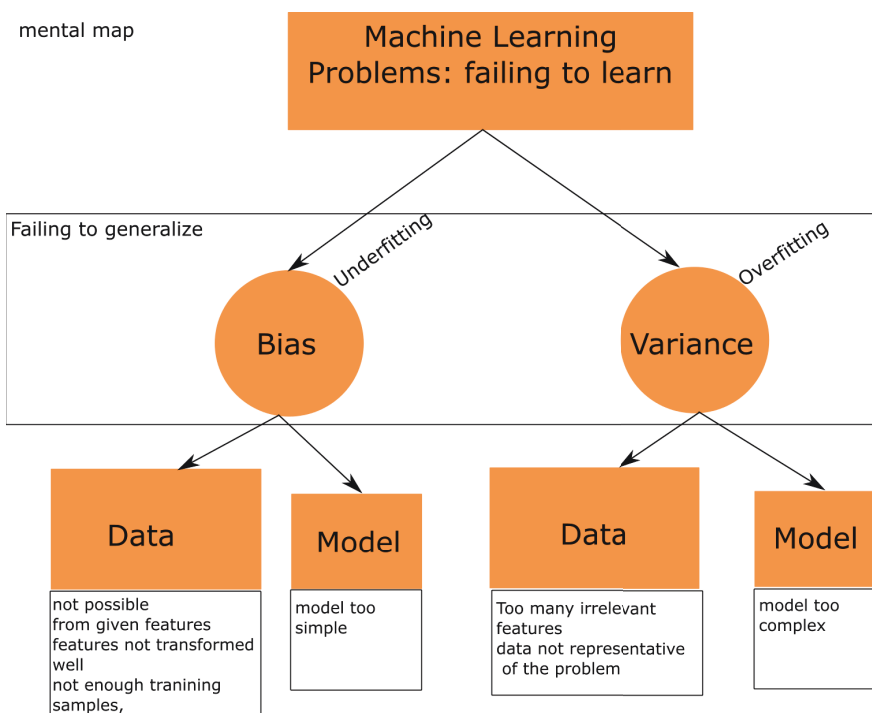 mental map
Machine Learning
Problems: failing to learn
Failing to generalize
Underfitting
Overfitting
Bias
Variance
Data
Model
Data
Model
not possible
from given features
features not transformed
well
not enough tranining
samples,
model too
simple
Too many irrelevant
features
data not representative
of the problem
model too
complex